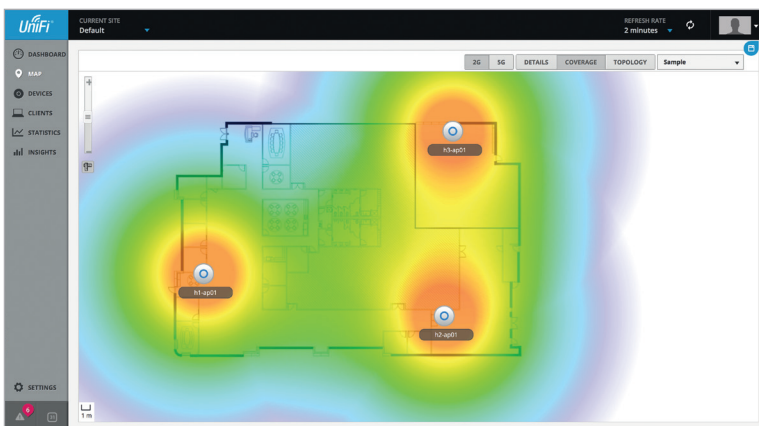 UniFi
CURRENT SITE
Default
REFRESH RATE
2 minutes
DASHBOARD
MAP
DEVICES
CLIENTS
STATISTICS
INSIGHTS
2G
5G
DETAILS
COVERAGE
TOPOLOGY
Sample
h3-ap01
h1-ap01
h2-ap01
SETTINGS
6
1 m